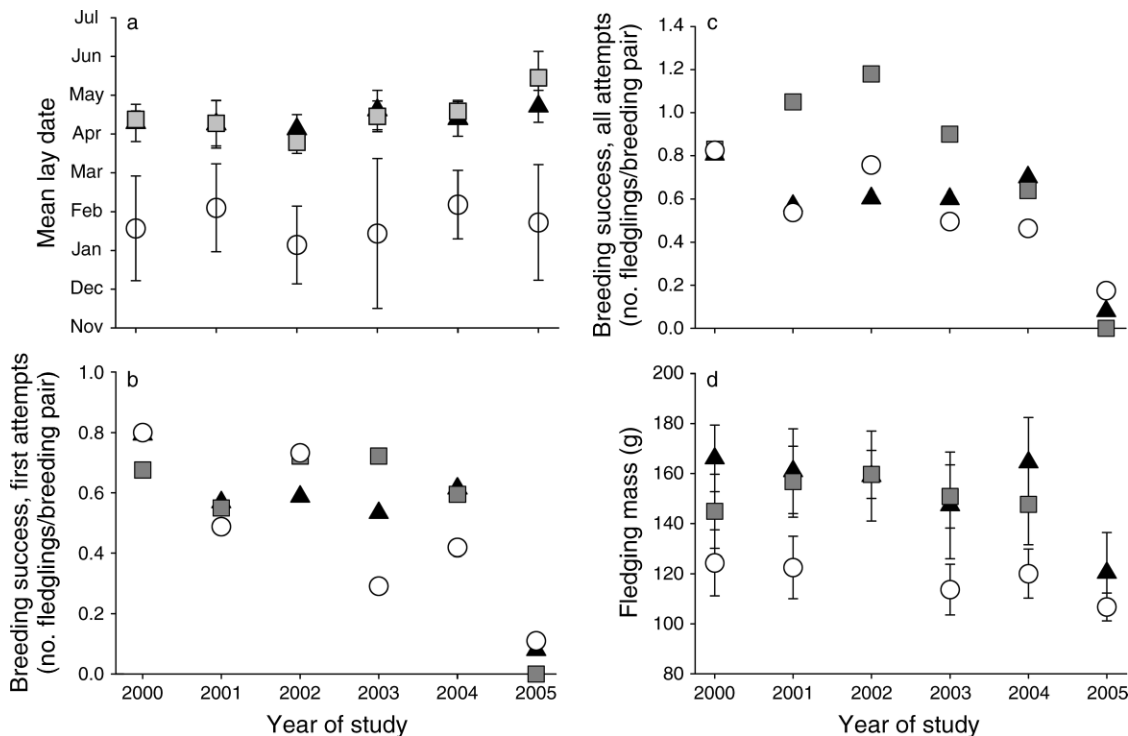 a
Jul
Jun
May
Apr
Mar
Feb
Jan
Dec
Nov
Mean lay date
c
1.4
1.2
1.0
0.8
0.6
0.4
0.2
0.0
Breeding success, all attempts
(no. fledglings/breeding pair)
b
1.0
0.8
0.6
0.4
0.2
0.0
Breeding success, first attempts
(no. fledglings/breeding pair)
2000 2001 2002 2003 2004 2005
Year of study
d
200
180
160
140
120
100
80
Fledging mass (g)
2000 2001 2002 2003 2004 2005
Year of study